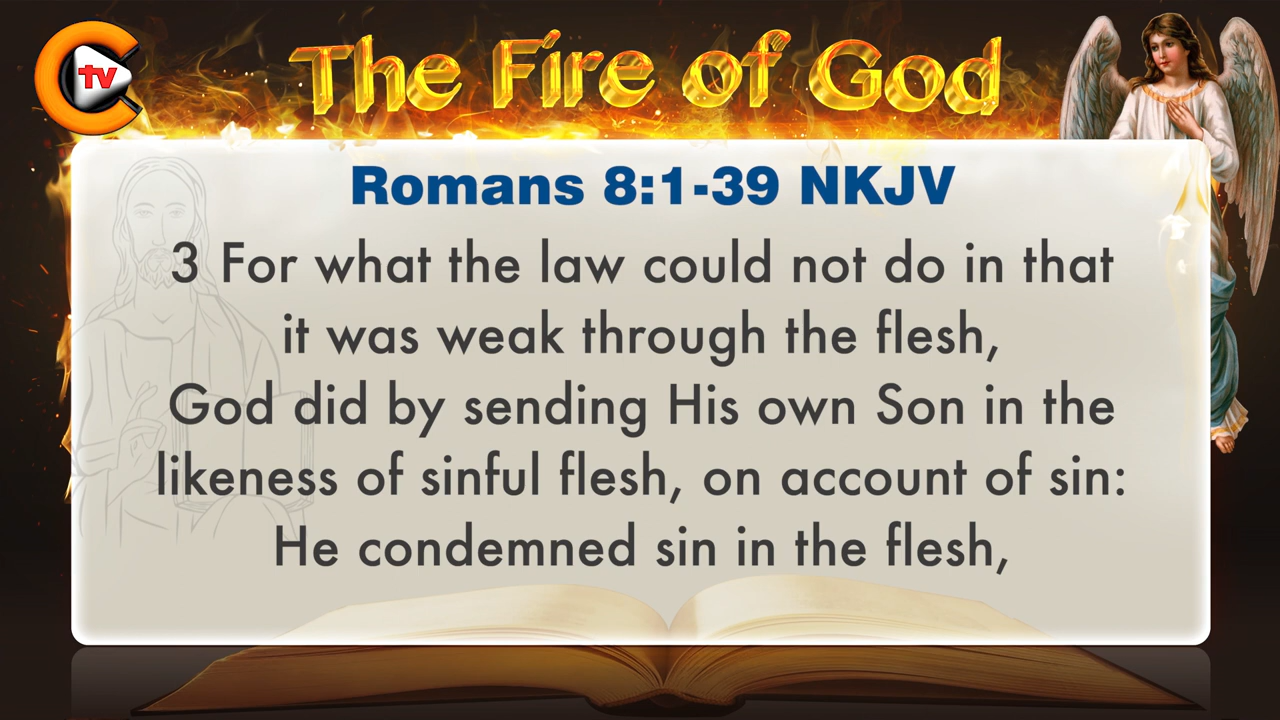 tv
The Fire of God
Romans 8:1-39 NKJV
3 For what the law could not do in that
it was weak through the flesh,
God did by sending His own Son in the
likeness of sinful flesh, on account of sin:
He condemned sin in the flesh,